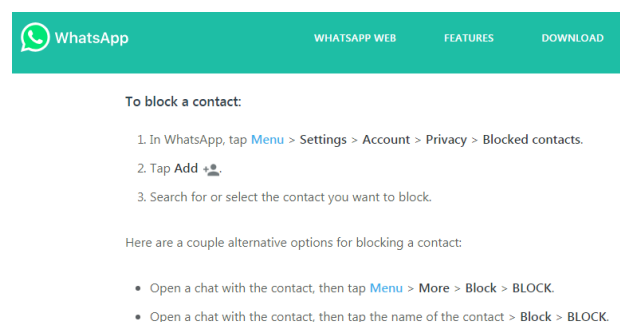 WhatsApp WHATSAPP WEB FEATURES DOWNLOAD
To block a contact:
1. In WhatsApp, tap Menu > Settings > Account > Privacy > Blocked contacts.
2. Tap Add .
3. Search for or select the contact you want to block.
Here are a couple alternative options for blocking a contact:
• Open a chat with the contact, then tap Menu > More > Block > BLOCK.
• Open a chat with the contact, then tap the name of the contact > Block > BLOCK.